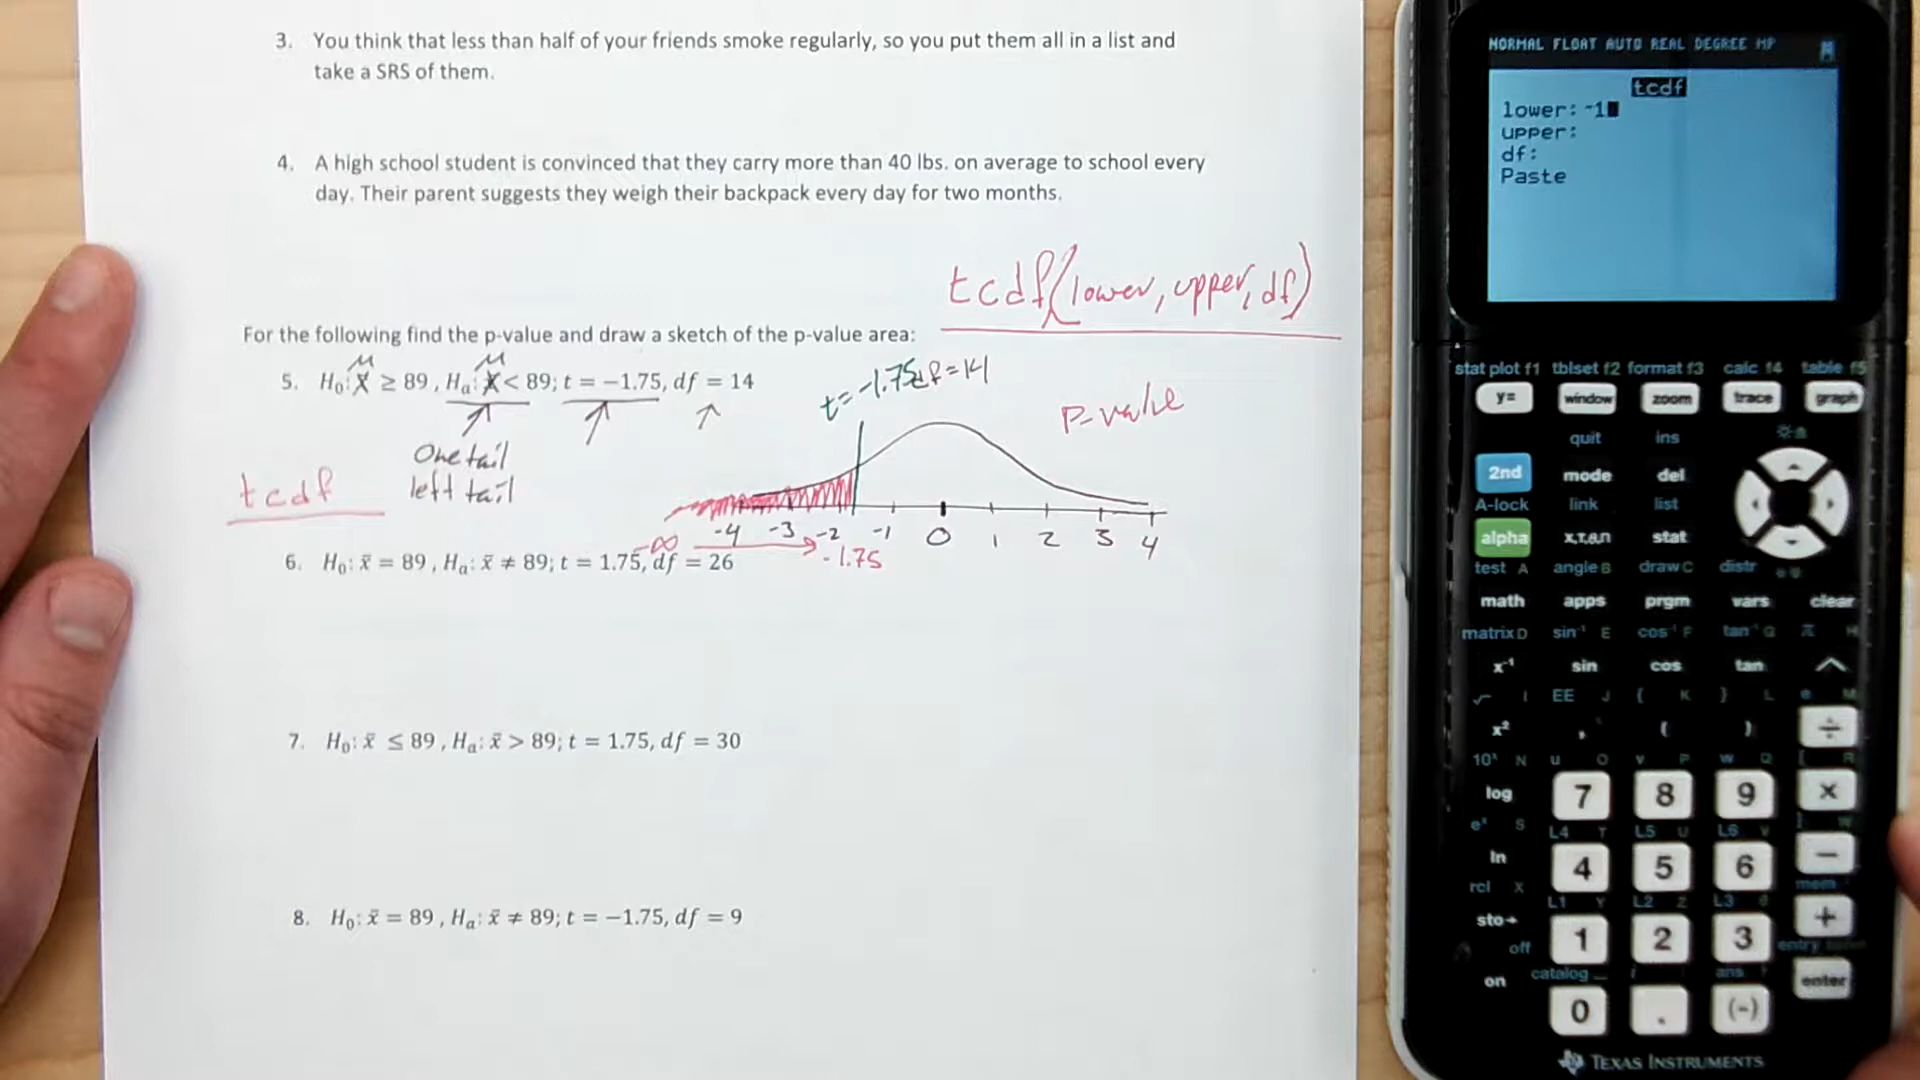 3. You think that less than half of your friends smoke regularly, so you put them all in a list and
take a SRS of them.
4. A high school student is convinced that they carry more than 40 lbs. on average to school every
day. Their parent suggests they weigh their backpack every day for two months.
tcdf(lower, upper, df)
For the following find the p-value and draw a sketch of the p-value area:
μ μ
5. H₀: x̄ ≥ 89, Hₐ: x̄ < 89; t = −1.75, df = 14
t = -1.75 df = 14
P-value
One tail
left tail
tcdf
-4 -3 -2 -1 0 1 2 3 4
-∞ -1.75
6. H₀: x̄ = 89, Hₐ: x̄ ≠ 89; t = 1.75, df = 26
7. H₀: x̄ ≤ 89, Hₐ: x̄ > 89; t = 1.75, df = 30
8. H₀: x̄ = 89, Hₐ: x̄ ≠ 89; t = −1.75, df = 9
NORMAL FLOAT AUTO REAL DEGREE MP
tcdf
lower: -1
upper:
df:
Paste
stat plot f1 tblset f2 format f3 calc f4 table f5
y= window zoom trace graph
quit ins
2nd mode del
A-lock link list
alpha X,T,θ,n stat
test A angle B draw C distr
math apps prgm vars clear
matrix D sin⁻¹ E cos⁻¹ F tan⁻¹ G π H
x⁻¹ sin cos tan ^
√ I EE J { K } L e M
x² , ( ) ÷
10ˣ N u O v P w Q [ R
log 7 8 9 ×
eˣ S L4 T L5 U L6 V ] W
ln 4 5 6 −
rcl X L1 Y L2 Z L3 θ mem "
sto→ 1 2 3 +
off catalog i ans entry
on 0 . (-) enter
TEXAS INSTRUMENTS